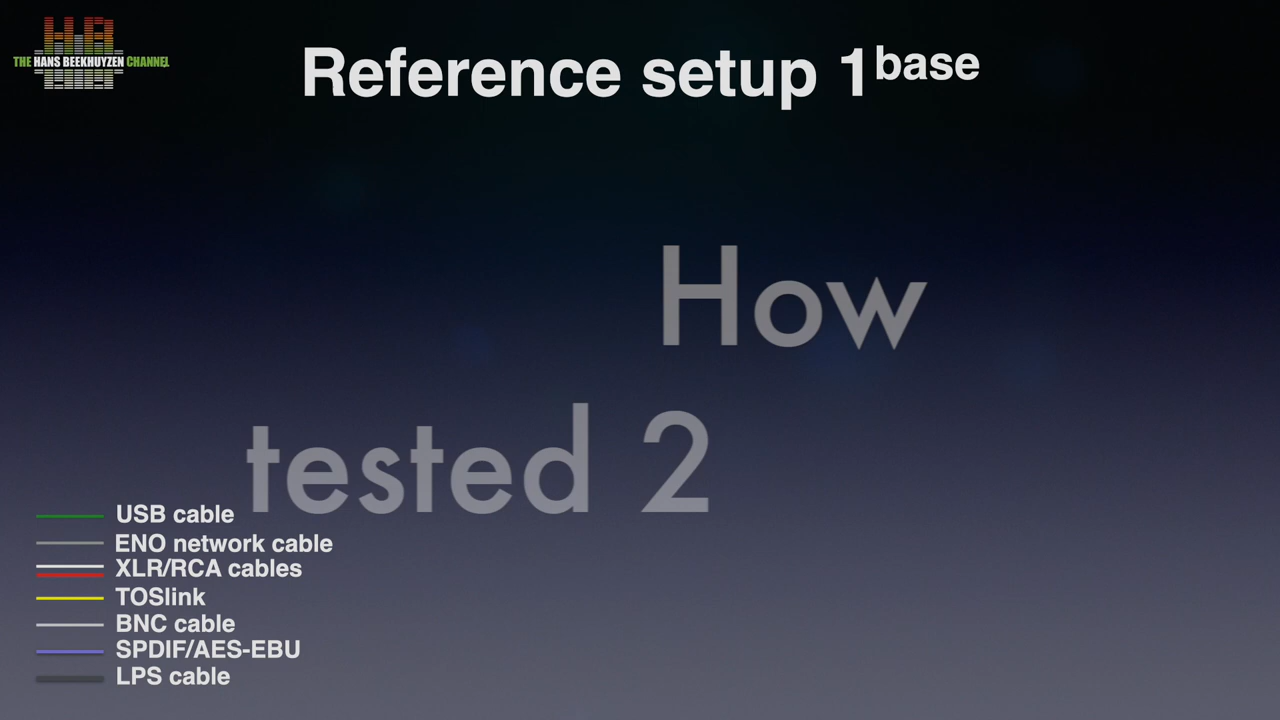 THE HANS BEEKHUYZEN CHANNEL
Reference setup 1base
How
tested 2
USB cable
ENO network cable
XLR/RCA cables
TOSlink
BNC cable
SPDIF/AES-EBU
LPS cable